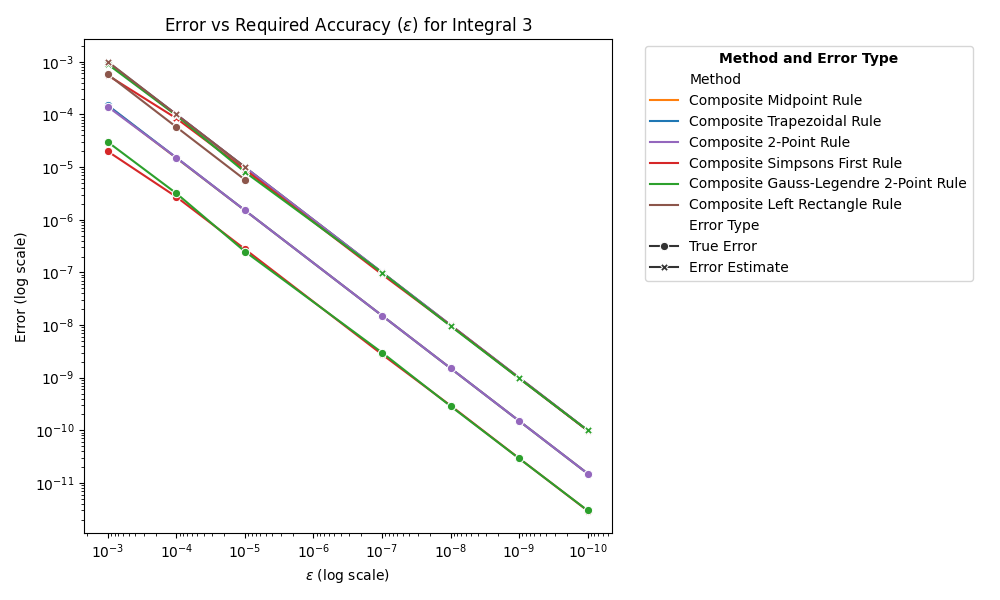 Error vs Required Accuracy (ε) for Integral 3
Error (log scale)
10⁻³
10⁻⁴
10⁻⁵
10⁻⁶
10⁻⁷
10⁻⁸
10⁻⁹
10⁻¹⁰
10⁻¹¹
10⁻³ 10⁻⁴ 10⁻⁵ 10⁻⁶ 10⁻⁷ 10⁻⁸ 10⁻⁹ 10⁻¹⁰
ε (log scale)
Method and Error Type
Method
Composite Midpoint Rule
Composite Trapezoidal Rule
Composite 2-Point Rule
Composite Simpsons First Rule
Composite Gauss-Legendre 2-Point Rule
Composite Left Rectangle Rule
Error Type
True Error
Error Estimate